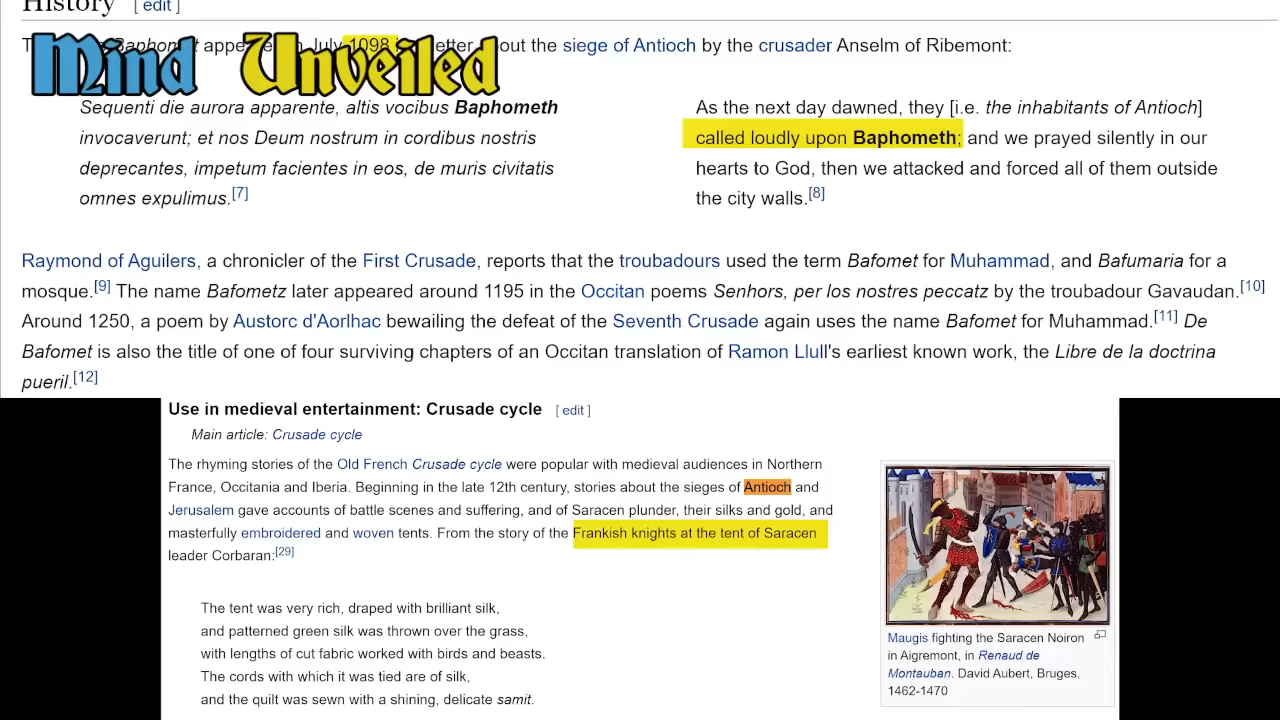 History [ edit ]
Mind Unveiled
appe July 1098 etter out the siege of Antioch by the crusader Anselm of Ribemont:
Sequenti die aurora apparente, altis vocibus Baphometh
invocaverunt; et nos Deum nostrum in cordibus nostris
deprecantes, impetum facientes in eos, de muris civitatis
omnes expulimus.[7]
As the next day dawned, they [i.e. the inhabitants of Antioch]
called loudly upon Baphometh; and we prayed silently in our
hearts to God, then we attacked and forced all of them outside
the city walls.[8]
Raymond of Aguilers, a chronicler of the First Crusade, reports that the troubadours used the term Bafomet for Muhammad, and Bafumaria for a
mosque.[9] The name Bafometz later appeared around 1195 in the Occitan poems Senhors, per los nostres peccatz by the troubadour Gavaudan.[10]
Around 1250, a poem by Austorc d'Aorlhac bewailing the defeat of the Seventh Crusade again uses the name Bafomet for Muhammad.[11] De
Bafomet is also the title of one of four surviving chapters of an Occitan translation of Ramon Llull's earliest known work, the Libre de la doctrina
pueril.[12]
Use in medieval entertainment: Crusade cycle [ edit ]
Main article: Crusade cycle
The rhyming stories of the Old French Crusade cycle were popular with medieval audiences in Northern
France, Occitania and Iberia. Beginning in the late 12th century, stories about the sieges of Antioch and
Jerusalem gave accounts of battle scenes and suffering, and of Saracen plunder, their silks and gold, and
masterfully embroidered and woven tents. From the story of the Frankish knights at the tent of Saracen
leader Corbaran:[29]
The tent was very rich, draped with brilliant silk,
and patterned green silk was thrown over the grass,
with lengths of cut fabric worked with birds and beasts.
The cords with which it was tied are of silk,
and the quilt was sewn with a shining, delicate samit.
Maugis fighting the Saracen Noiron
in Aigremont, in Renaud de
Montauban. David Aubert, Bruges,
1462-1470